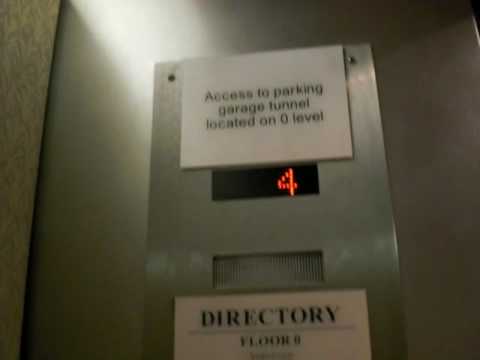 Access to parking
garage tunnel
located on 0 level
4
DIRECTORY
FLOOR 0